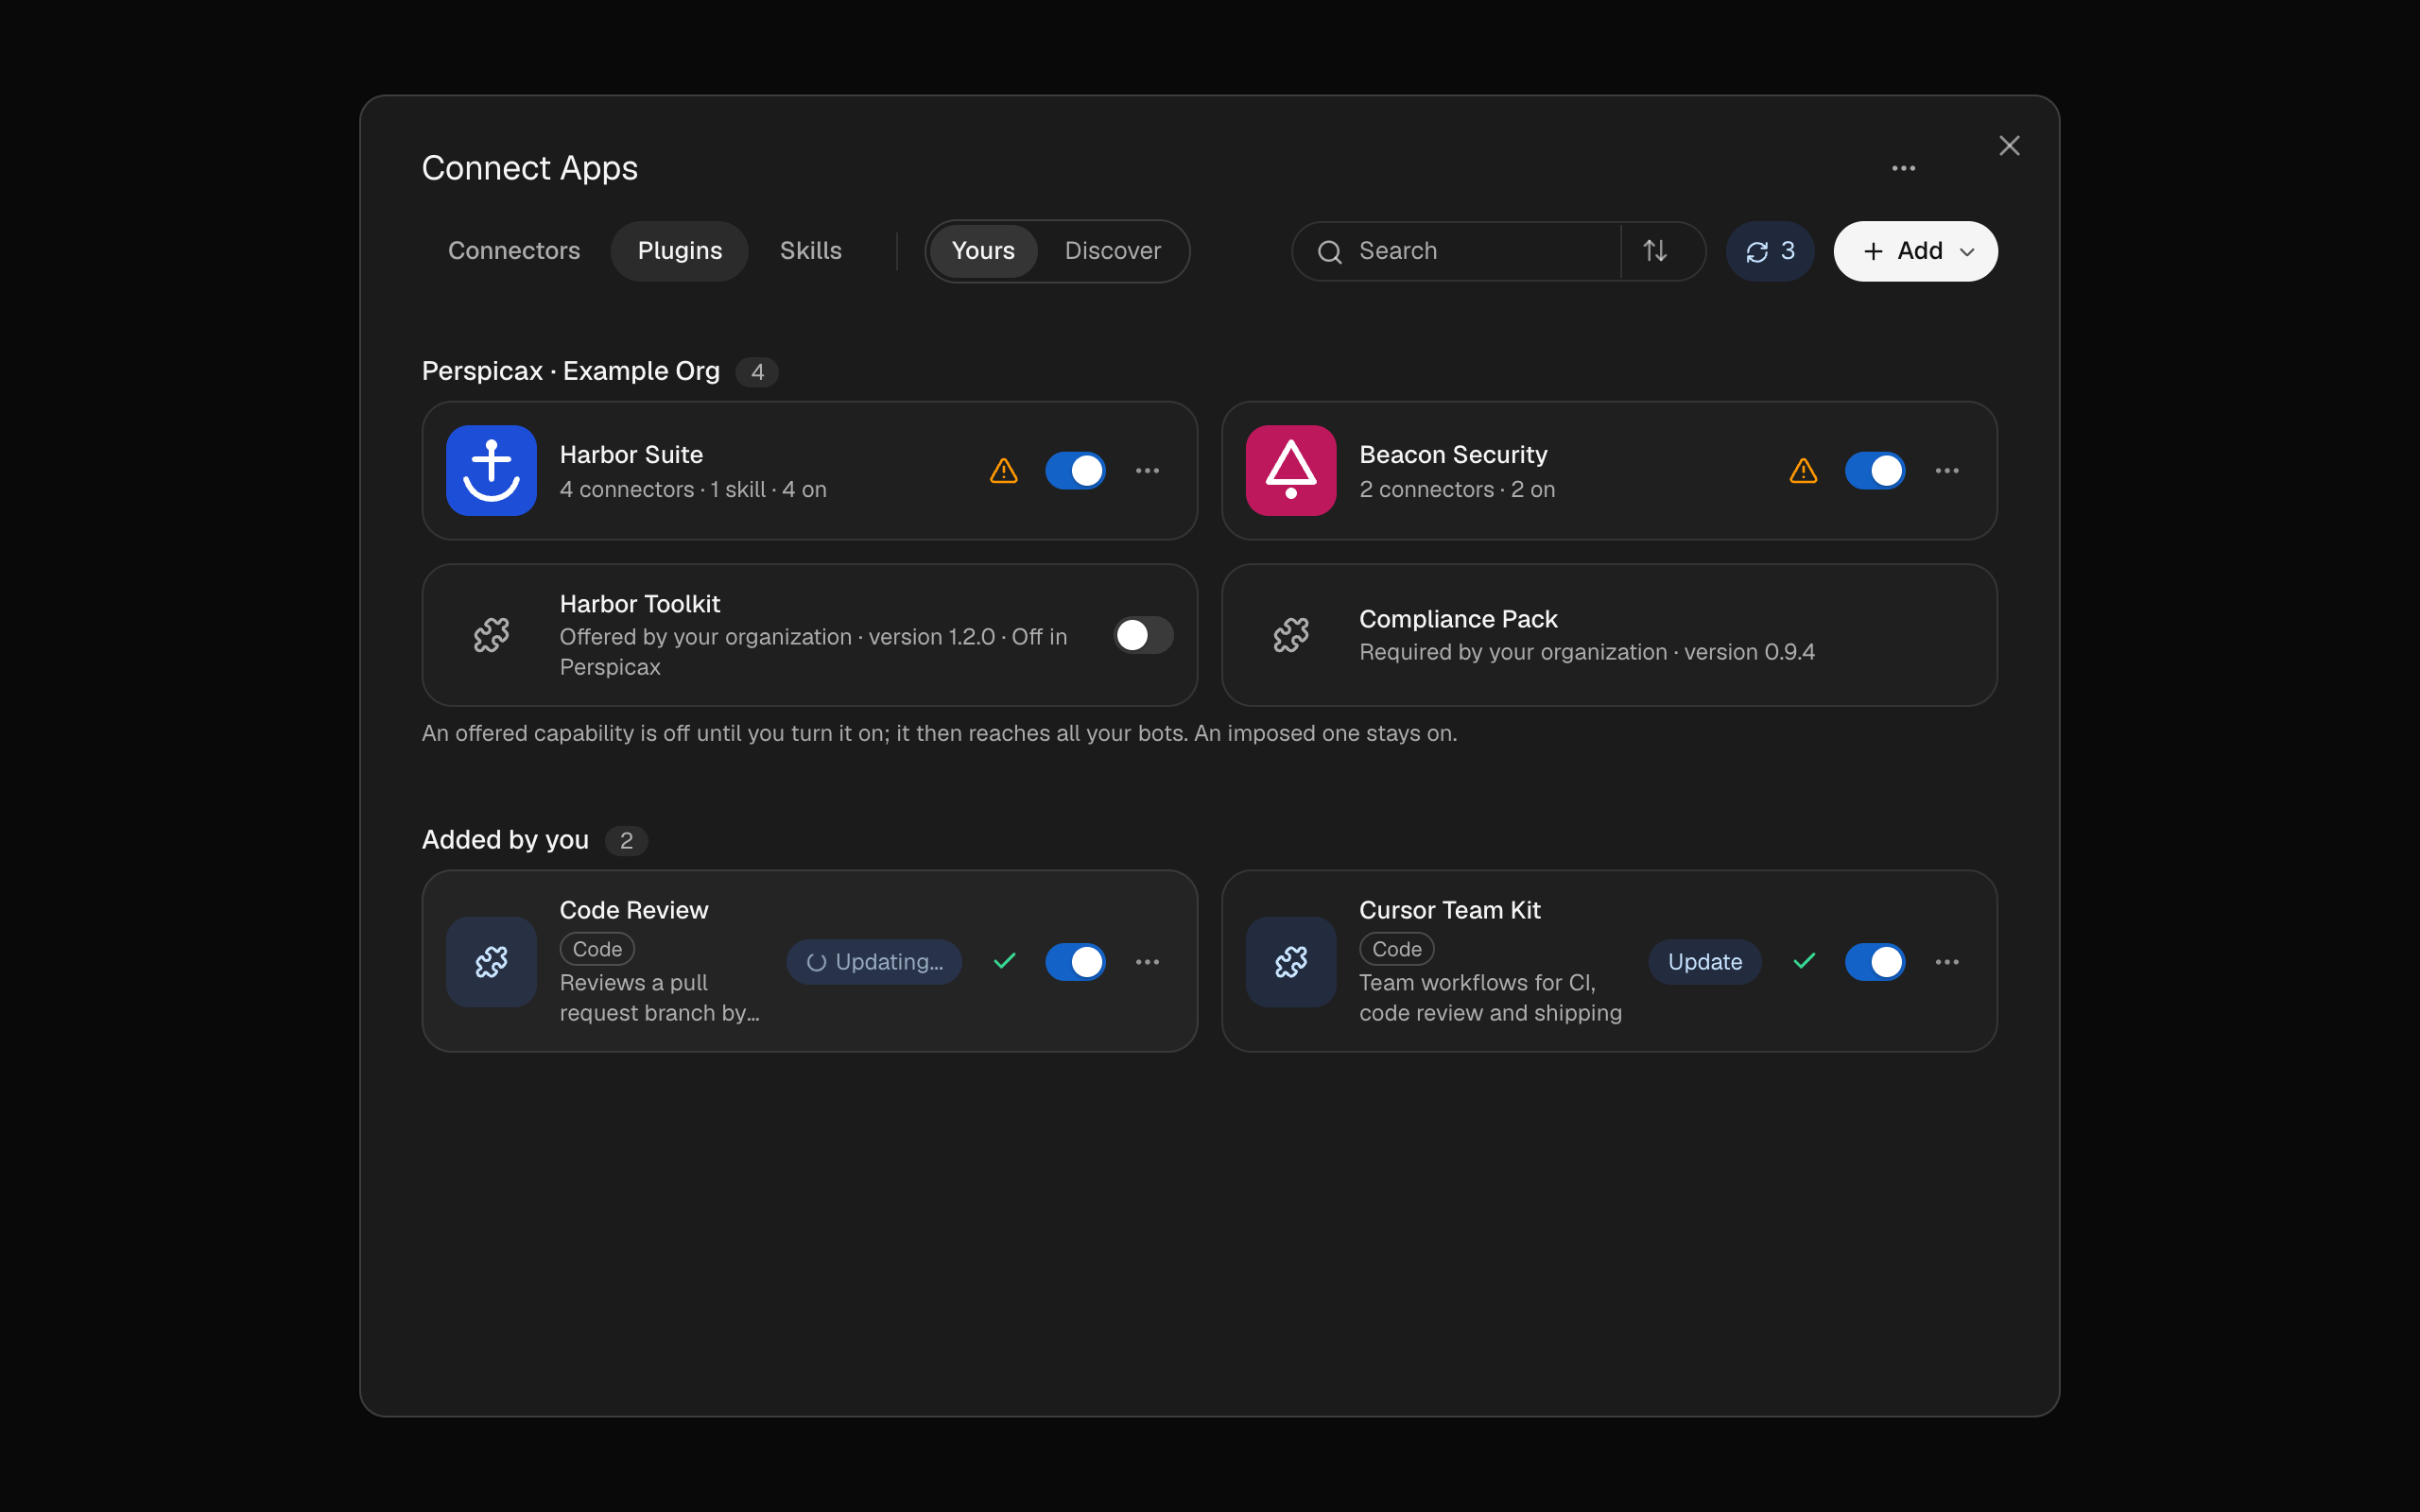 Connect Apps
Connectors
Plugins
Skills
Yours
Discover
Search
3
Add
Perspicax · Example Org 4
Harbor Suite
4 connectors · 1 skill · 4 on
Beacon Security
2 connectors · 2 on
Harbor Toolkit
Offered by your organization · version 1.2.0 · Off in
Perspicax
Compliance Pack
Required by your organization · version 0.9.4
An offered capability is off until you turn it on; it then reaches all your bots. An imposed one stays on.
Added by you 2
Code Review
Code
Reviews a pull
request branch by...
Updating...
Cursor Team Kit
Code
Team workflows for CI,
code review and shipping
Update